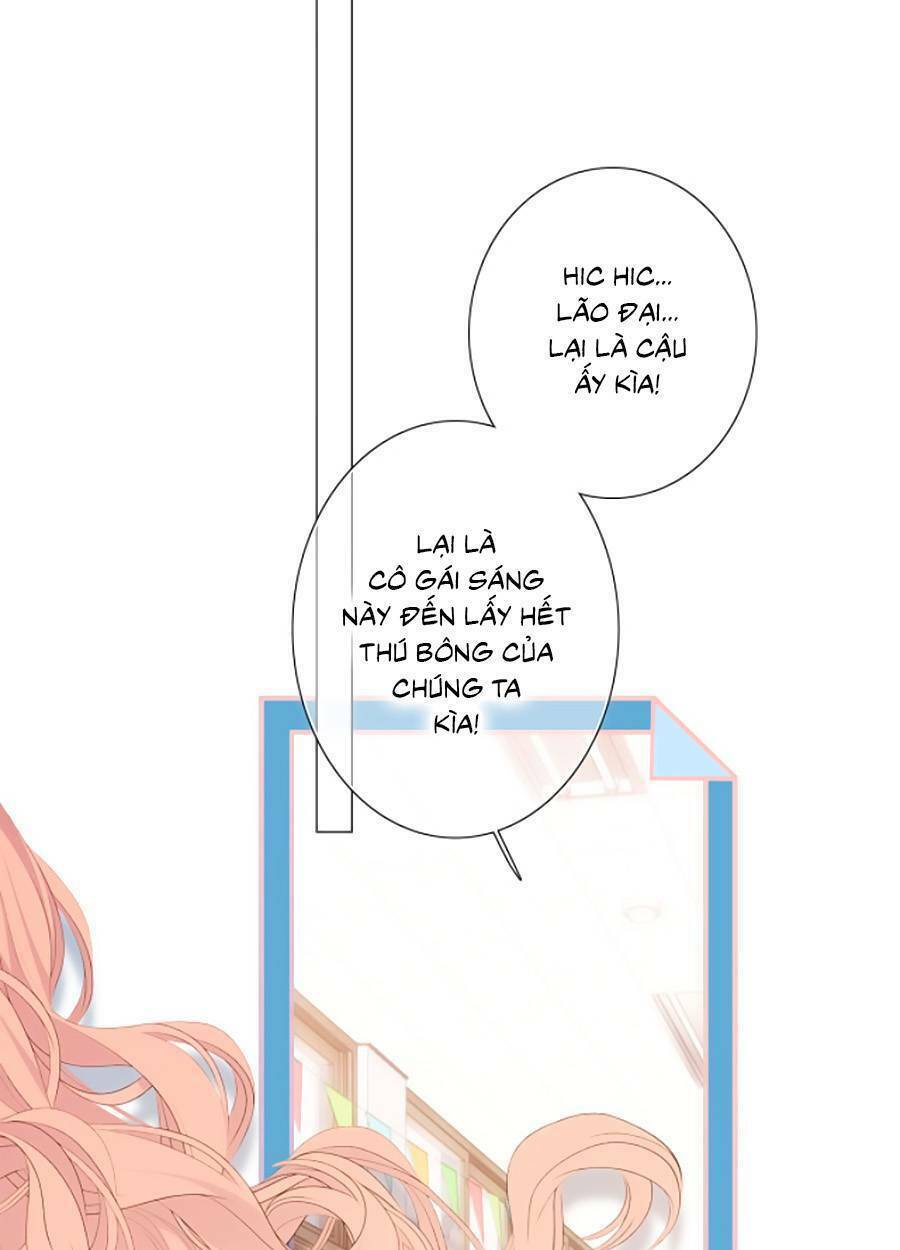 HIC HIC...
LÃO ĐẠI...
LẠI LÀ CẬU
ẤY KÌA!
LẠI LÀ
CÔ GÁI SÁNG
NÀY ĐẾN LẤY HẾT
THÚ BÔNG CỦA
CHÚNG TA
KÌA!